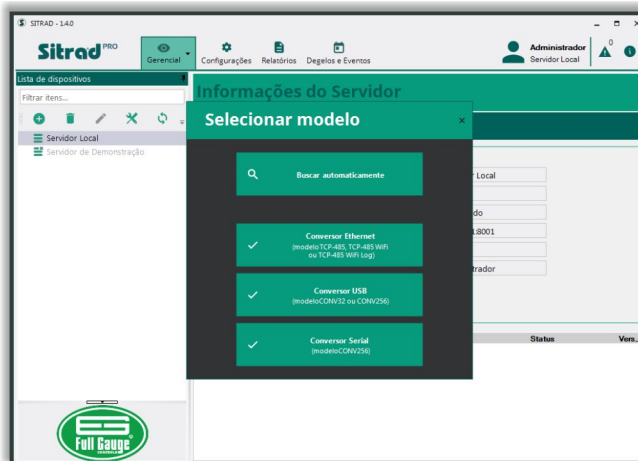 SITRAD - 1.4.0
Sitrad PRO
Gerencial
Configurações
Relatórios
Degelos e Eventos
Administrador
Servidor Local
0
Lista de dispositivos
Filtrar itens...
Servidor Local
Servidor de Demonstração
Informações do Servidor
Selecionar modelo
×
Buscar automaticamente
Conversor Ethernet
(modelo TCP-485, TCP-485 WiFi
ou TCP-485 WiFi Log)
Conversor USB
(modeloCONV32 ou CONV256)
Conversor Serial
(modeloCONV256)
Local
do
8001
trador
Status
Vers..
Full Gauge
CONTROLS